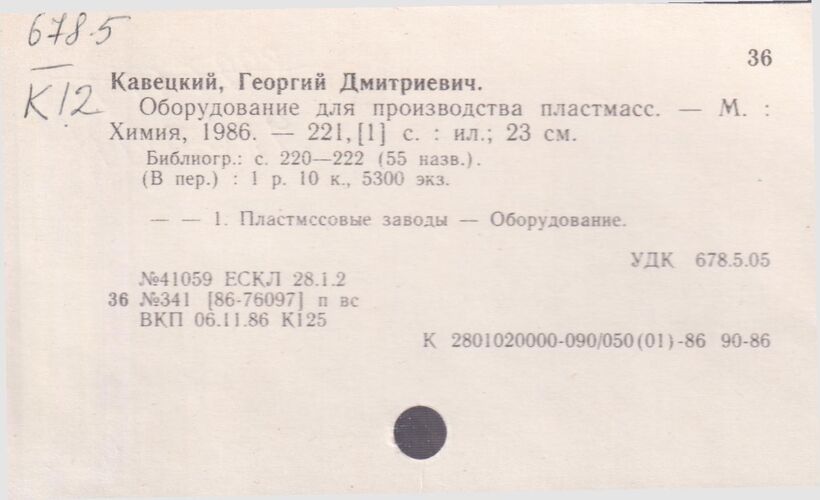 678.5
К12
36
Кавецкий, Георгий Дмитриевич.
Оборудование для производства пластмасс. — М. :
Химия, 1986. — 221,[1] с. : ил.; 23 см.
Библиогр.: с. 220—222 (55 назв.).
(В пер.) : 1 р. 10 к., 5300 экз.
— — 1. Пластмссовые заводы — Оборудование.
УДК 678.5.05
№41059 ЕСКЛ 28.1.2
36 №341 [86-76097] п вс
ВКП 06.11.86 К125
К 2801020000-090/050(01)-86 90-86